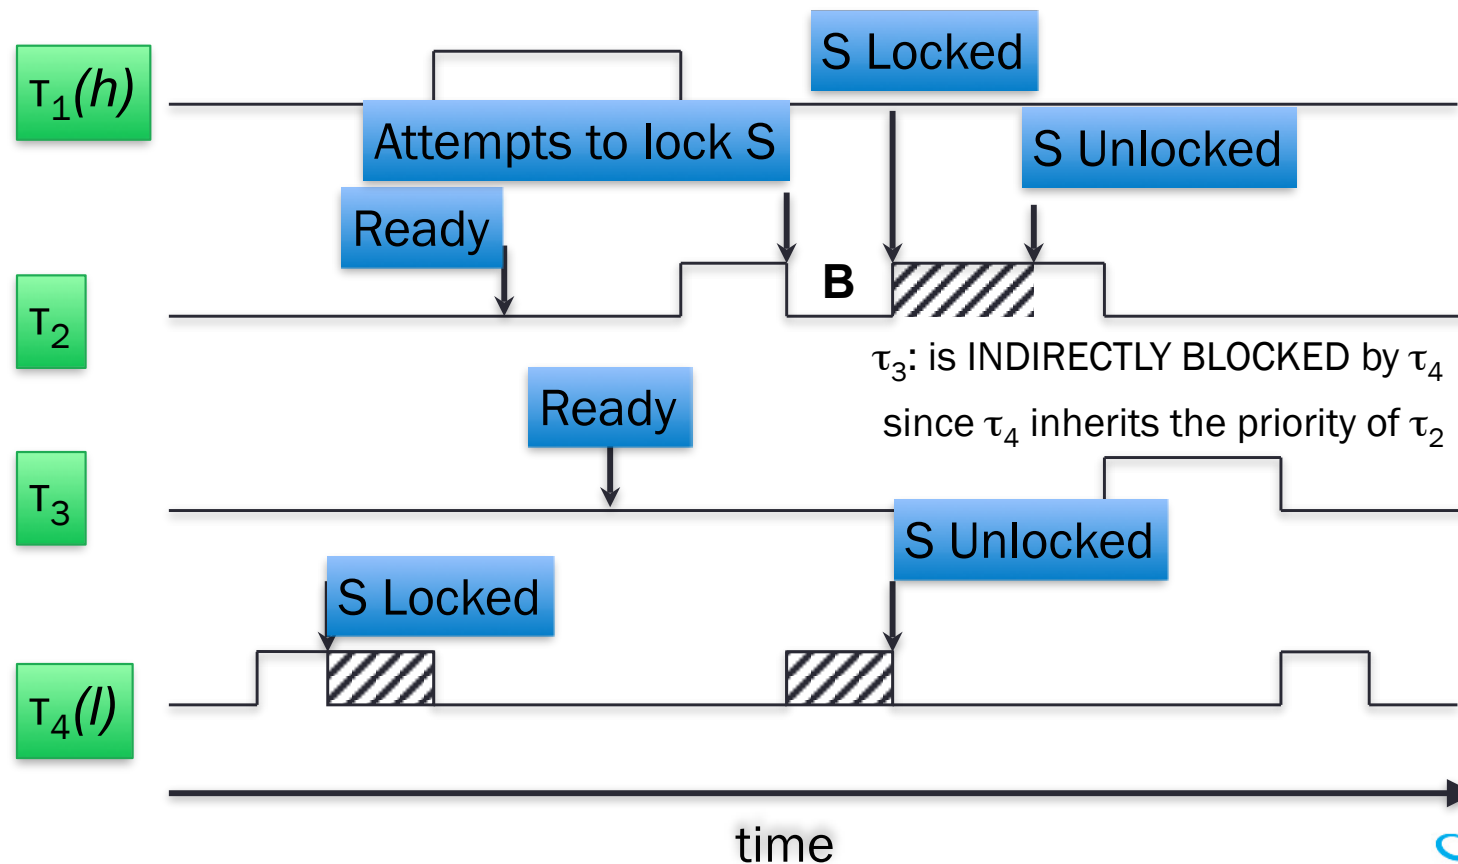 S Locked
τ1(h)
Attempts to lock S
S Unlocked
Ready
B
τ2
τ3: is INDIRECTLY BLOCKED by τ4
since τ4 inherits the priority of τ2
Ready
τ3
S Unlocked
S Locked
τ4(l)
time